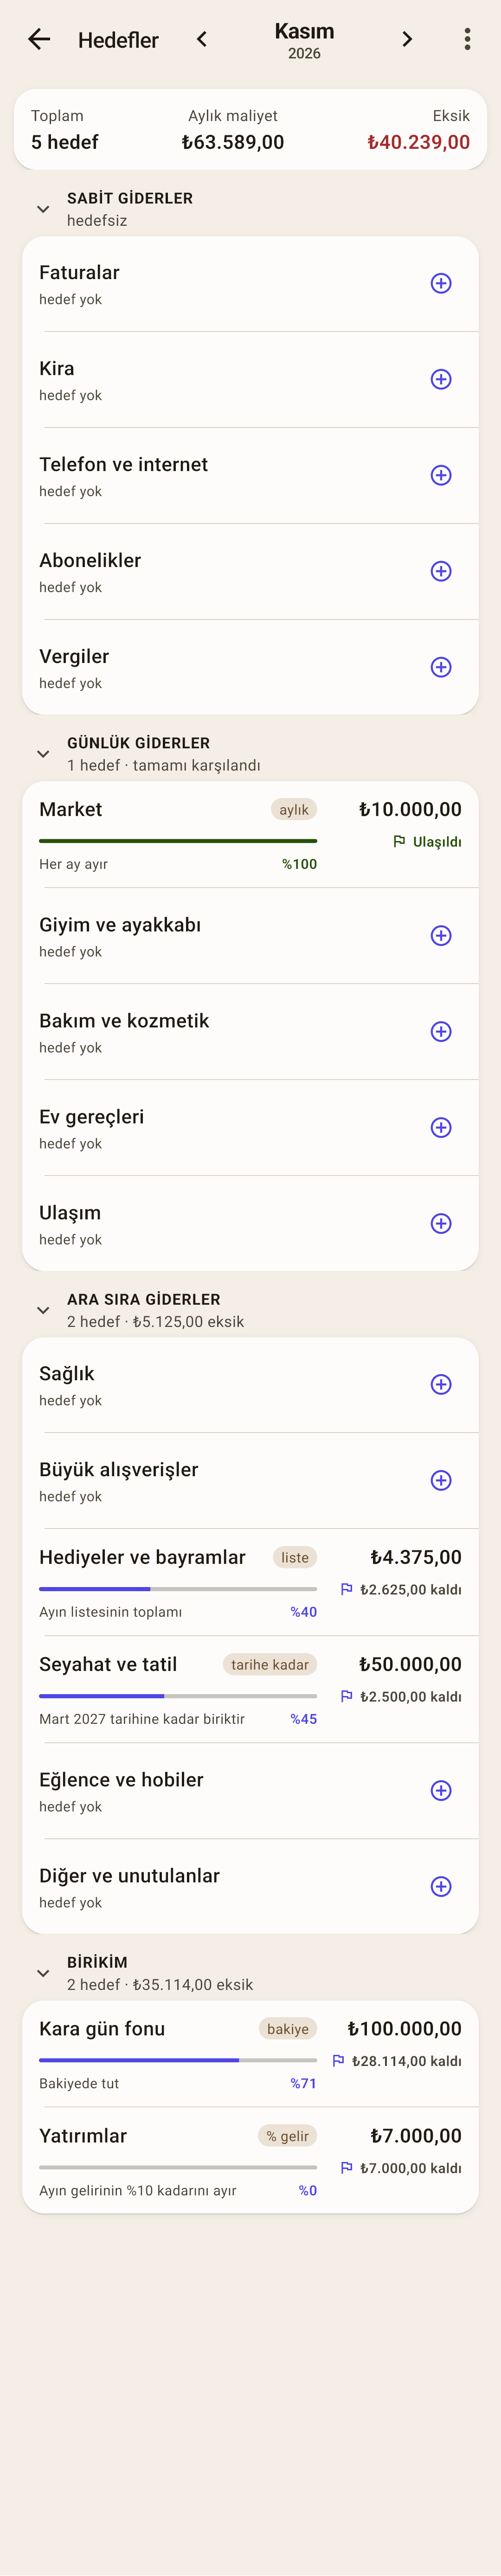 Hedefler
Kasım
2026
Toplam
Aylık maliyet
Eksik
5 hedef
₺63.589,00
₺40.239,00
SABİT GİDERLER
hedefsiz
Faturalar
hedef yok
Kira
hedef yok
Telefon ve internet
hedef yok
Abonelikler
hedef yok
Vergiler
hedef yok
GÜNLÜK GİDERLER
1 hedef · tamamı karşılandı
Market
aylık
₺10.000,00
Ulaşıldı
Her ay ayır
%100
Giyim ve ayakkabı
hedef yok
Bakım ve kozmetik
hedef yok
Ev gereçleri
hedef yok
Ulaşım
hedef yok
ARA SIRA GİDERLER
2 hedef · ₺5.125,00 eksik
Sağlık
hedef yok
Büyük alışverişler
hedef yok
Hediyeler ve bayramlar
liste
₺4.375,00
₺2.625,00 kaldı
Ayın listesinin toplamı
%40
Seyahat ve tatil
tarihe kadar
₺50.000,00
₺2.500,00 kaldı
Mart 2027 tarihine kadar biriktir
%45
Eğlence ve hobiler
hedef yok
Diğer ve unutulanlar
hedef yok
BİRİKİM
2 hedef · ₺35.114,00 eksik
Kara gün fonu
bakiye
₺100.000,00
₺28.114,00 kaldı
Bakiyede tut
%71
Yatırımlar
% gelir
₺7.000,00
₺7.000,00 kaldı
Ayın gelirinin %10 kadarını ayır
%0